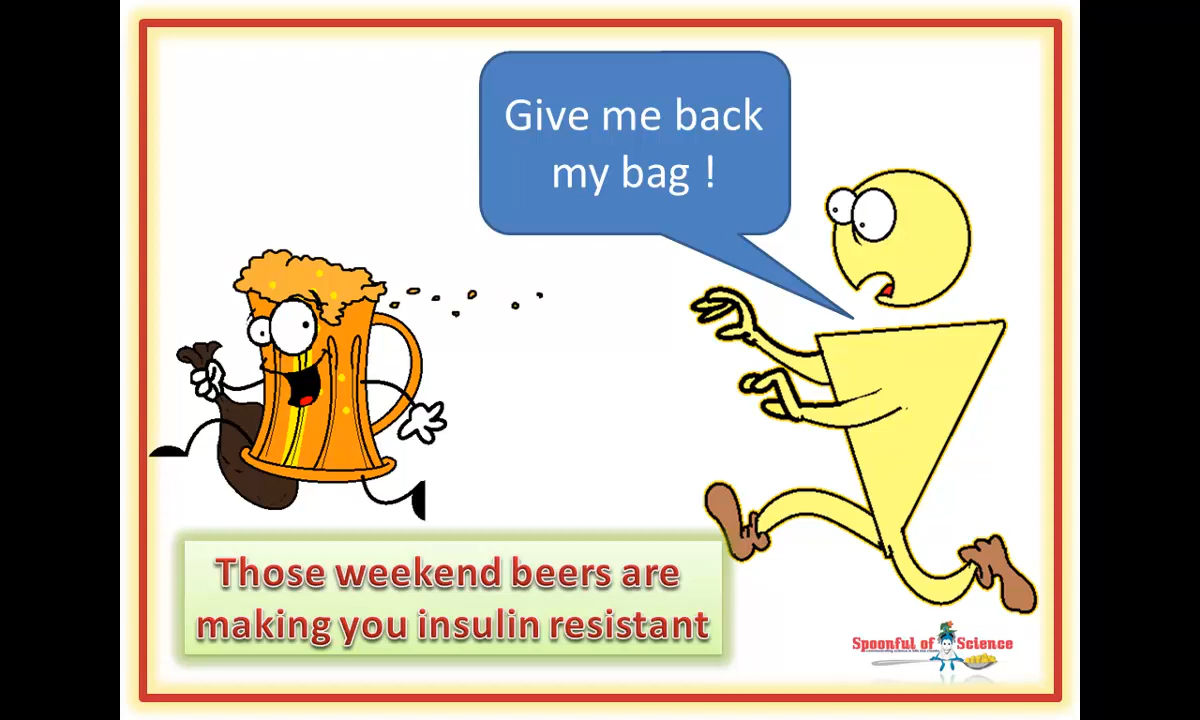 Give me back
my bag !
Those weekend beers are
making you insulin resistant
Spoonful of Science